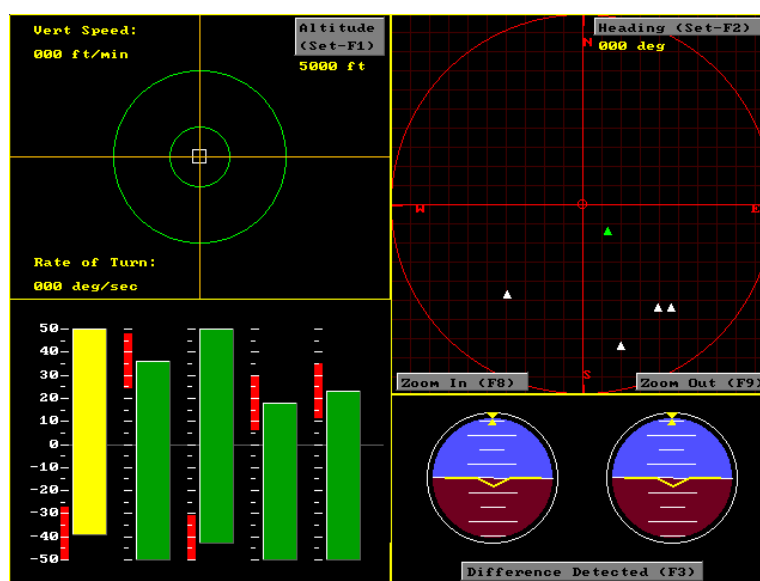 Vert Speed:
000 ft/min
Altitude
(Set-F1)
5000 ft
Rate of Turn:
000 deg/sec
Heading (Set-F2)
N
000 deg
W
E
S
Zoom In (F8)
Zoom Out (F9)
50
40
30
20
10
0
-10
-20
-30
-40
-50
Difference Detected (F3)